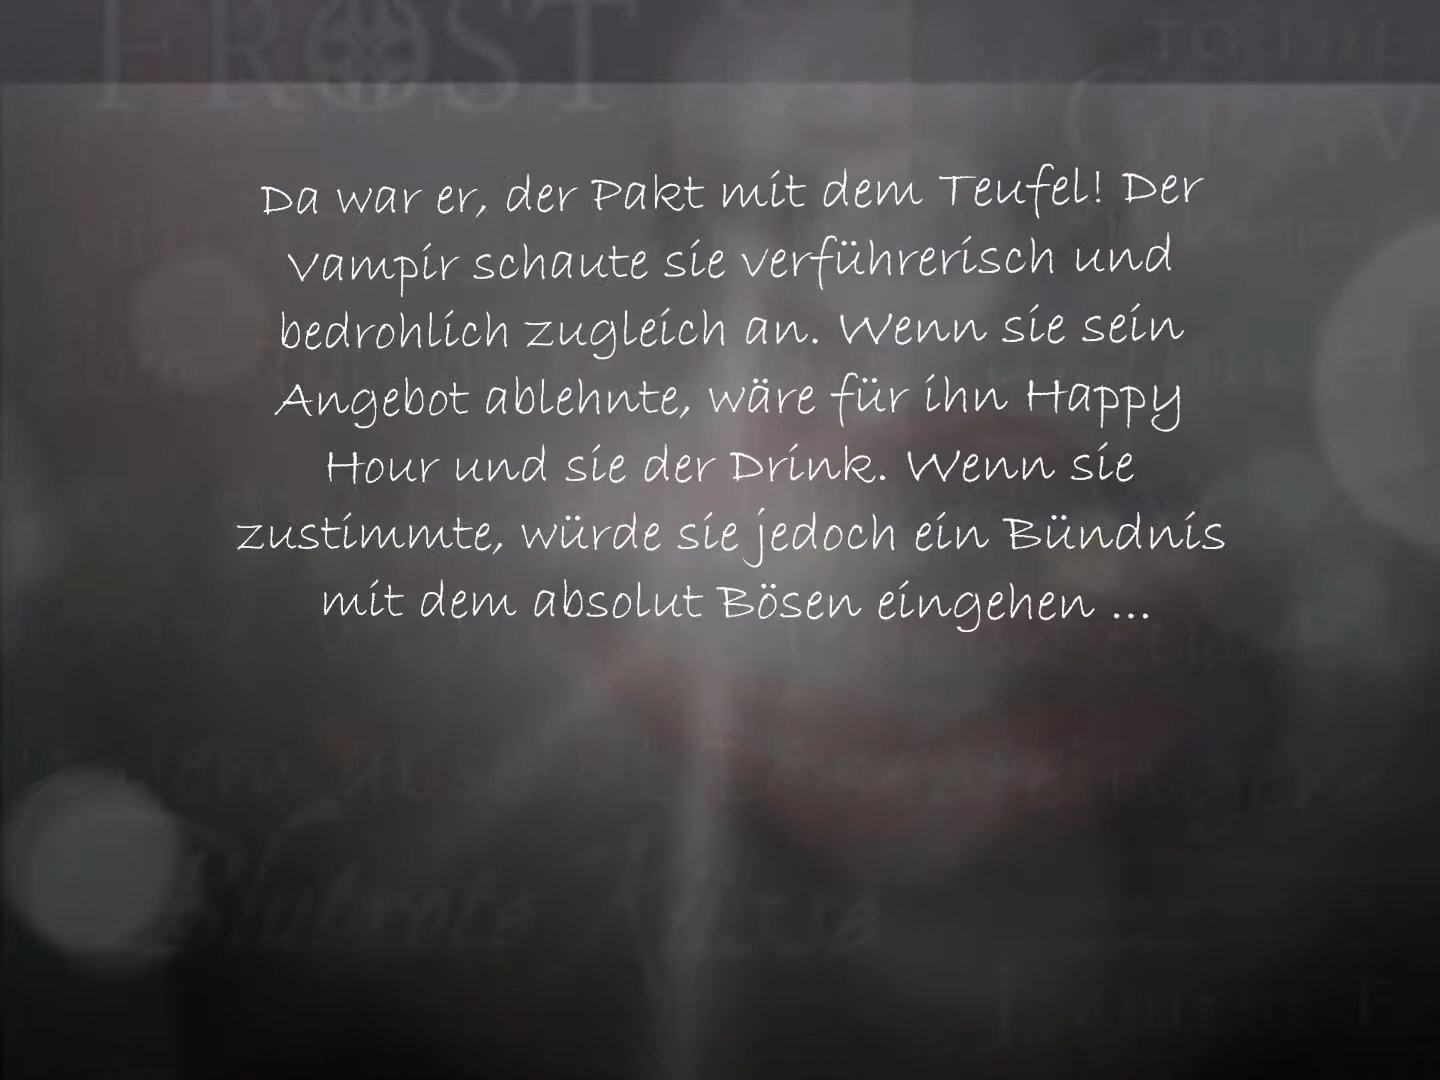 FROST
Da war er, der Pakt mit dem Teufel! Der
Vampir schaute sie verführerisch und
bedrohlich zugleich an. Wenn sie sein
Angebot ablehnte, wäre für ihn Happy
Hour und sie der Drink. Wenn sie
zustimmte, würde sie jedoch ein Bündnis
mit dem absolut Bösen eingehen ...